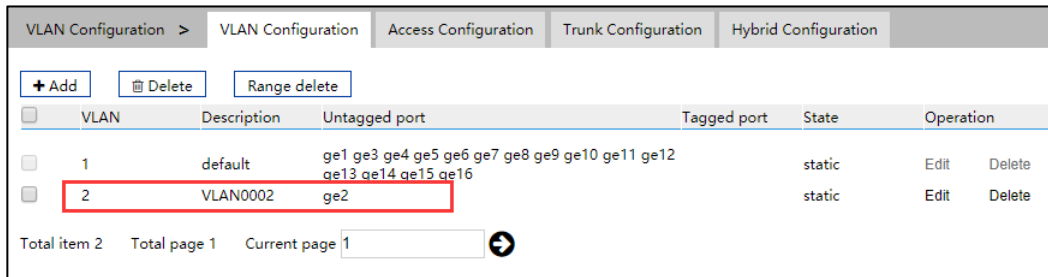 VLAN Configuration > VLAN Configuration Access Configuration Trunk Configuration Hybrid Configuration
+ Add Delete Range delete
VLAN Description Untagged port Tagged port State Operation
1 default ge1 ge3 ge4 ge5 ge6 ge7 ge8 ge9 ge10 ge11 ge12 static Edit Delete
ge13 ge14 ge15 ge16
2 VLAN0002 ge2 static Edit Delete
Total item 2 Total page 1 Current page 1